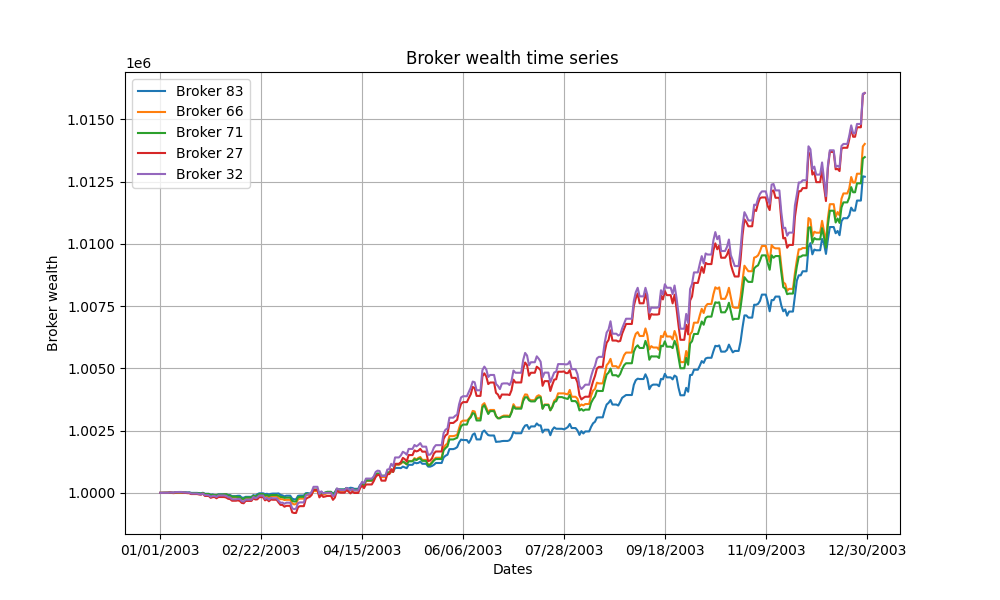 Broker wealth time series
1e6
Broker 83
Broker 66
Broker 71
Broker 27
Broker 32
1.0150
1.0125
1.0100
1.0075
1.0050
1.0025
1.0000
Broker wealth
01/01/2003 02/22/2003 04/15/2003 06/06/2003 07/28/2003 09/18/2003 11/09/2003 12/30/2003
Dates